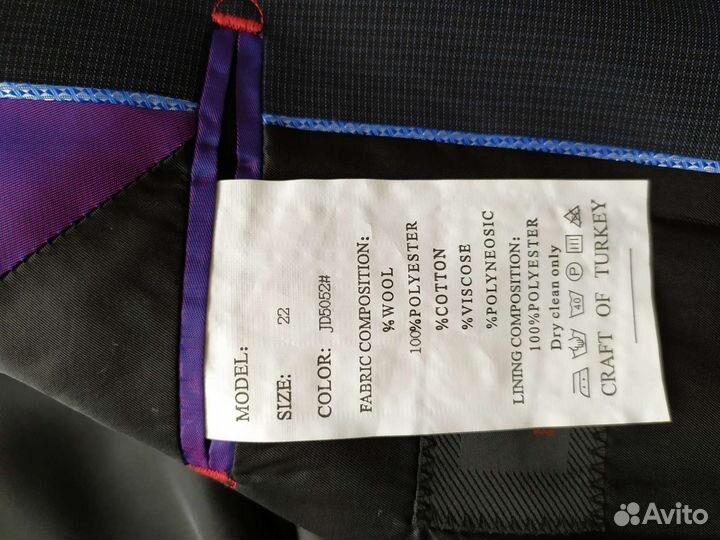 MODEL:
SIZE: 22
COLOR: JD5052#
FABRIC COMPOSITION:
%WOOL
100%POLYESTER
%COTTON
%VISCOSE
%POLYNEOSIC
LINING COMPOSITION:
100%POLYESTER
Dry clean only
40 P
CRAFT OF TURKEY
Avito